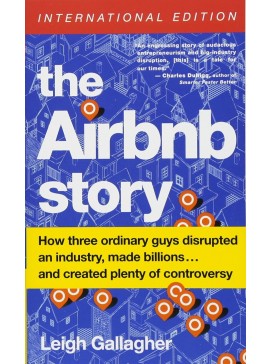 INTERNATIONAL EDITION
"An engrossing story of audacious
entrepreneurism and big-industry
disruption, [this] is a tale for
our times."
— Charles Duhigg, author of
Smarter Faster Better
the
Airbnb
story
How three ordinary guys disrupted
an industry, made billions...
and created plenty of controversy
Leigh Gallagher